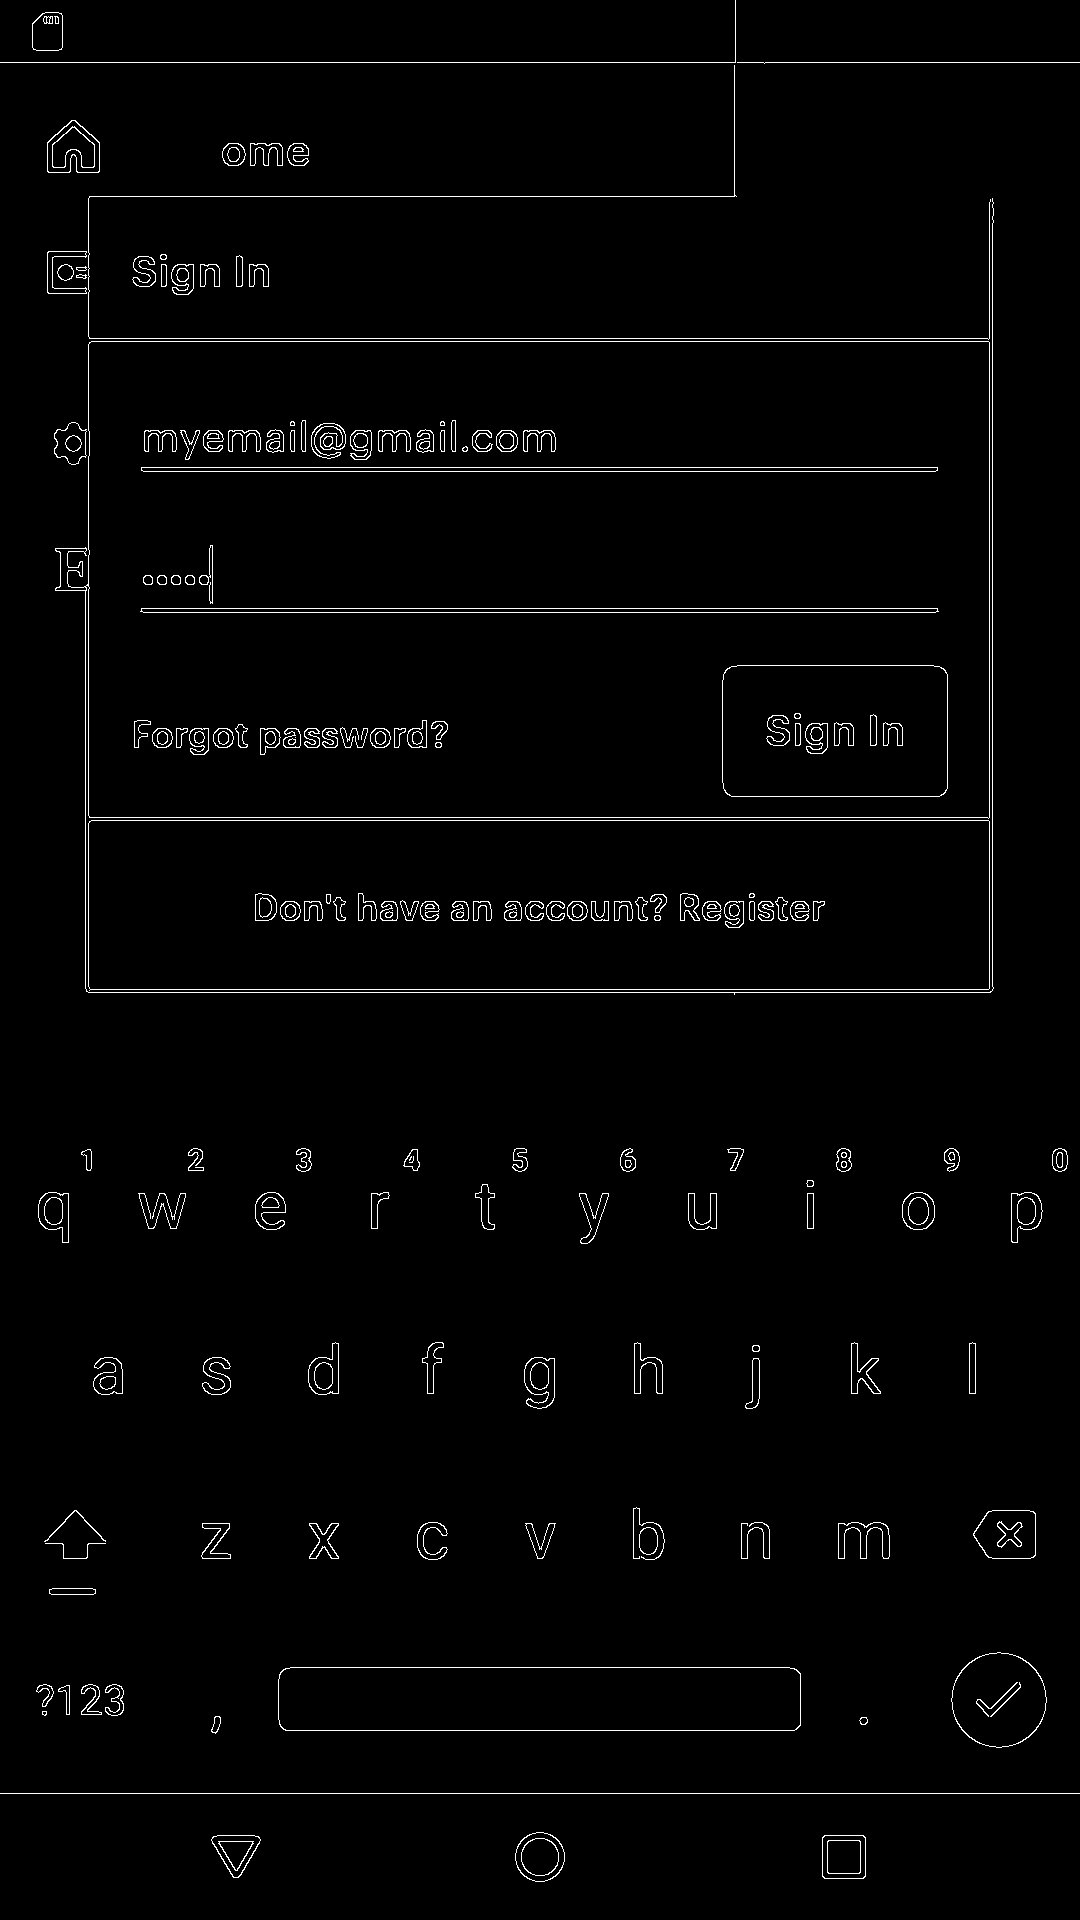 ome
Sign In
myemail@gmail.com
•••••
Forgot password?
Sign In
Don't have an account? Register
1 2 3 4 5 6 7 8 9 0
q w e r t y u i o p
a s d f g h j k l
z x c v b n m
?123 , .
E